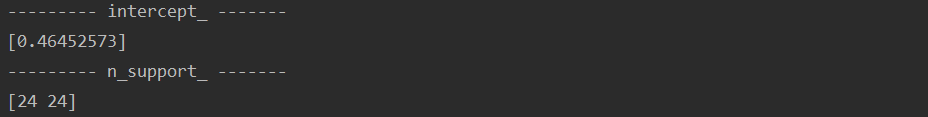 --------- intercept_ -------
[0.46452573]
--------- n_support_ -------
[24 24]